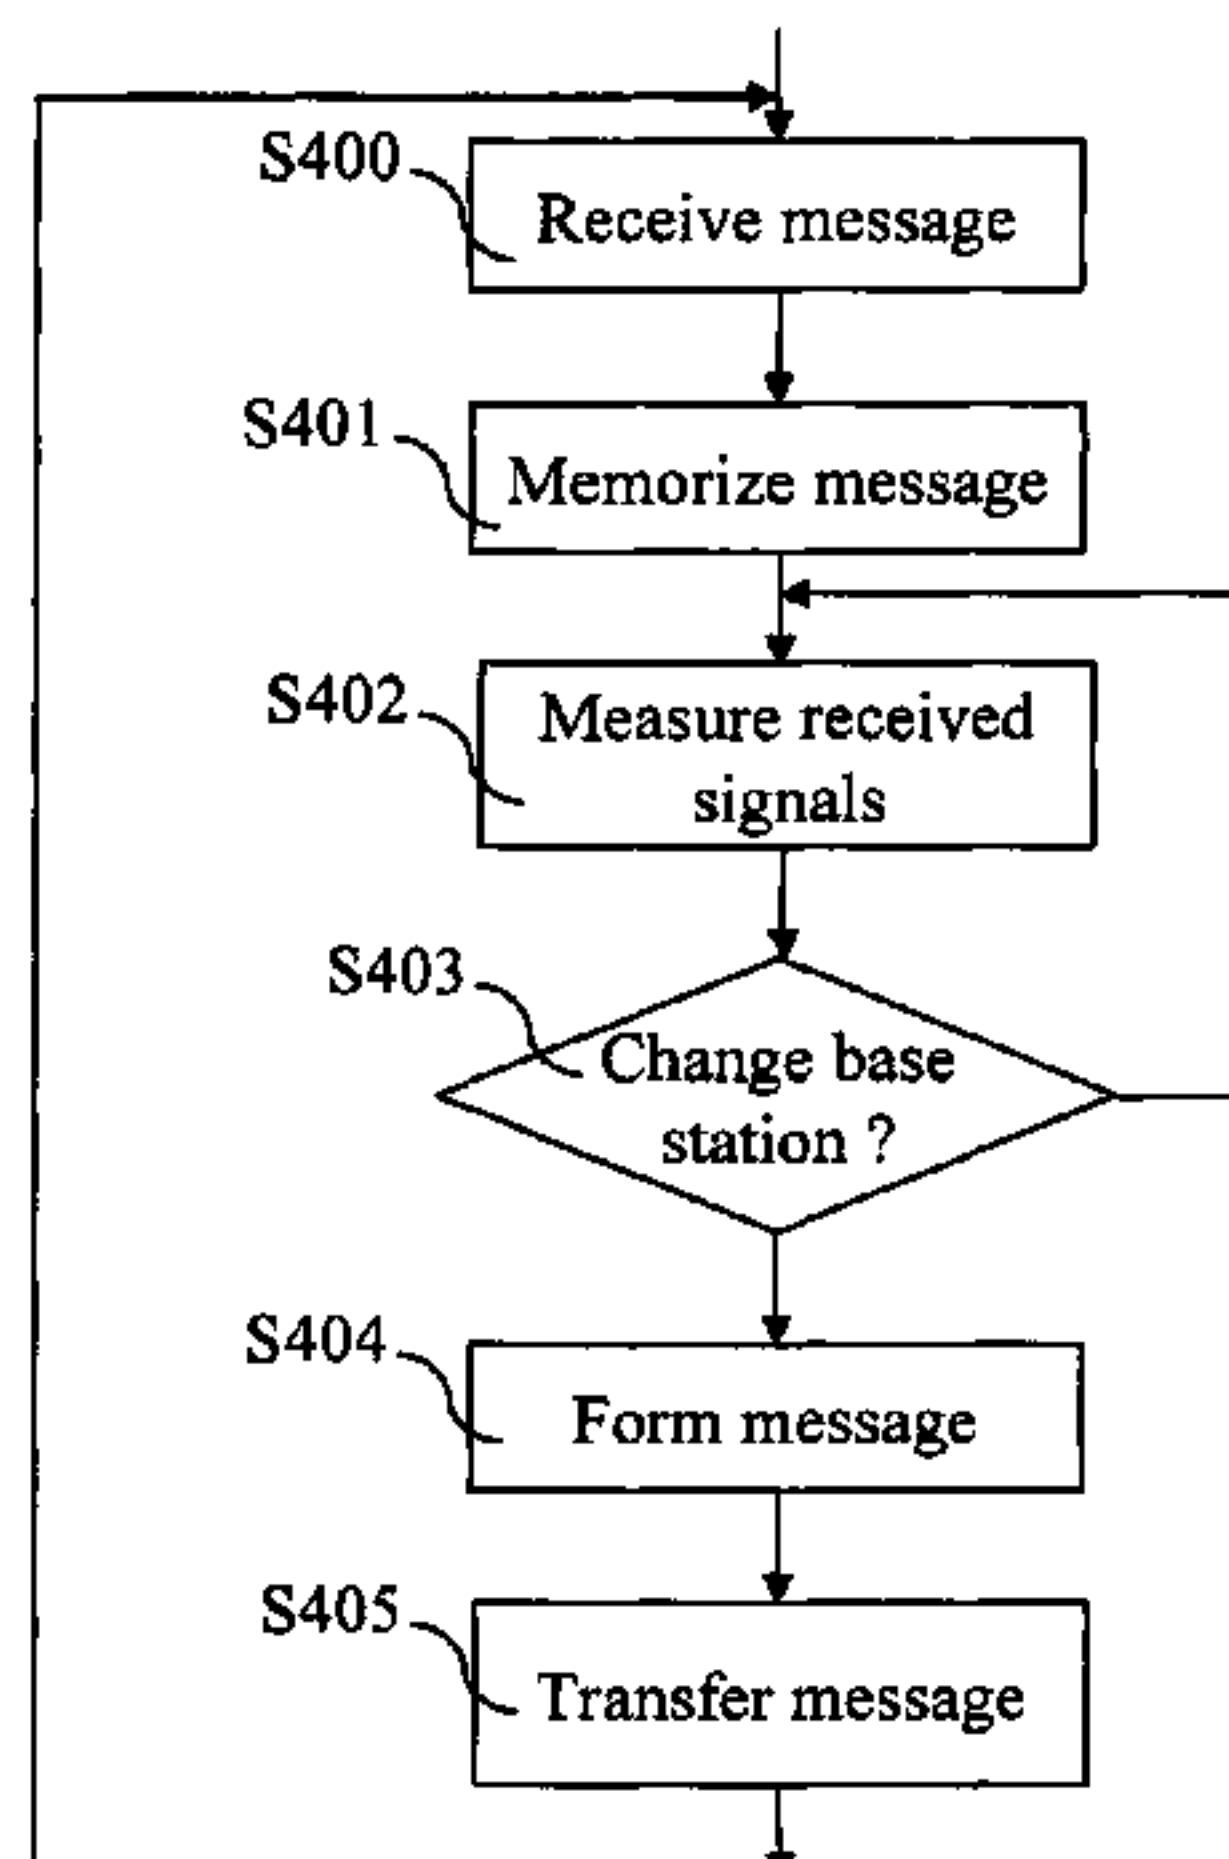 S400
Receive message
S401
Memorize message
S402
Measure received
signals
S403
Change base
station ?
S404
Form message
S405
Transfer message